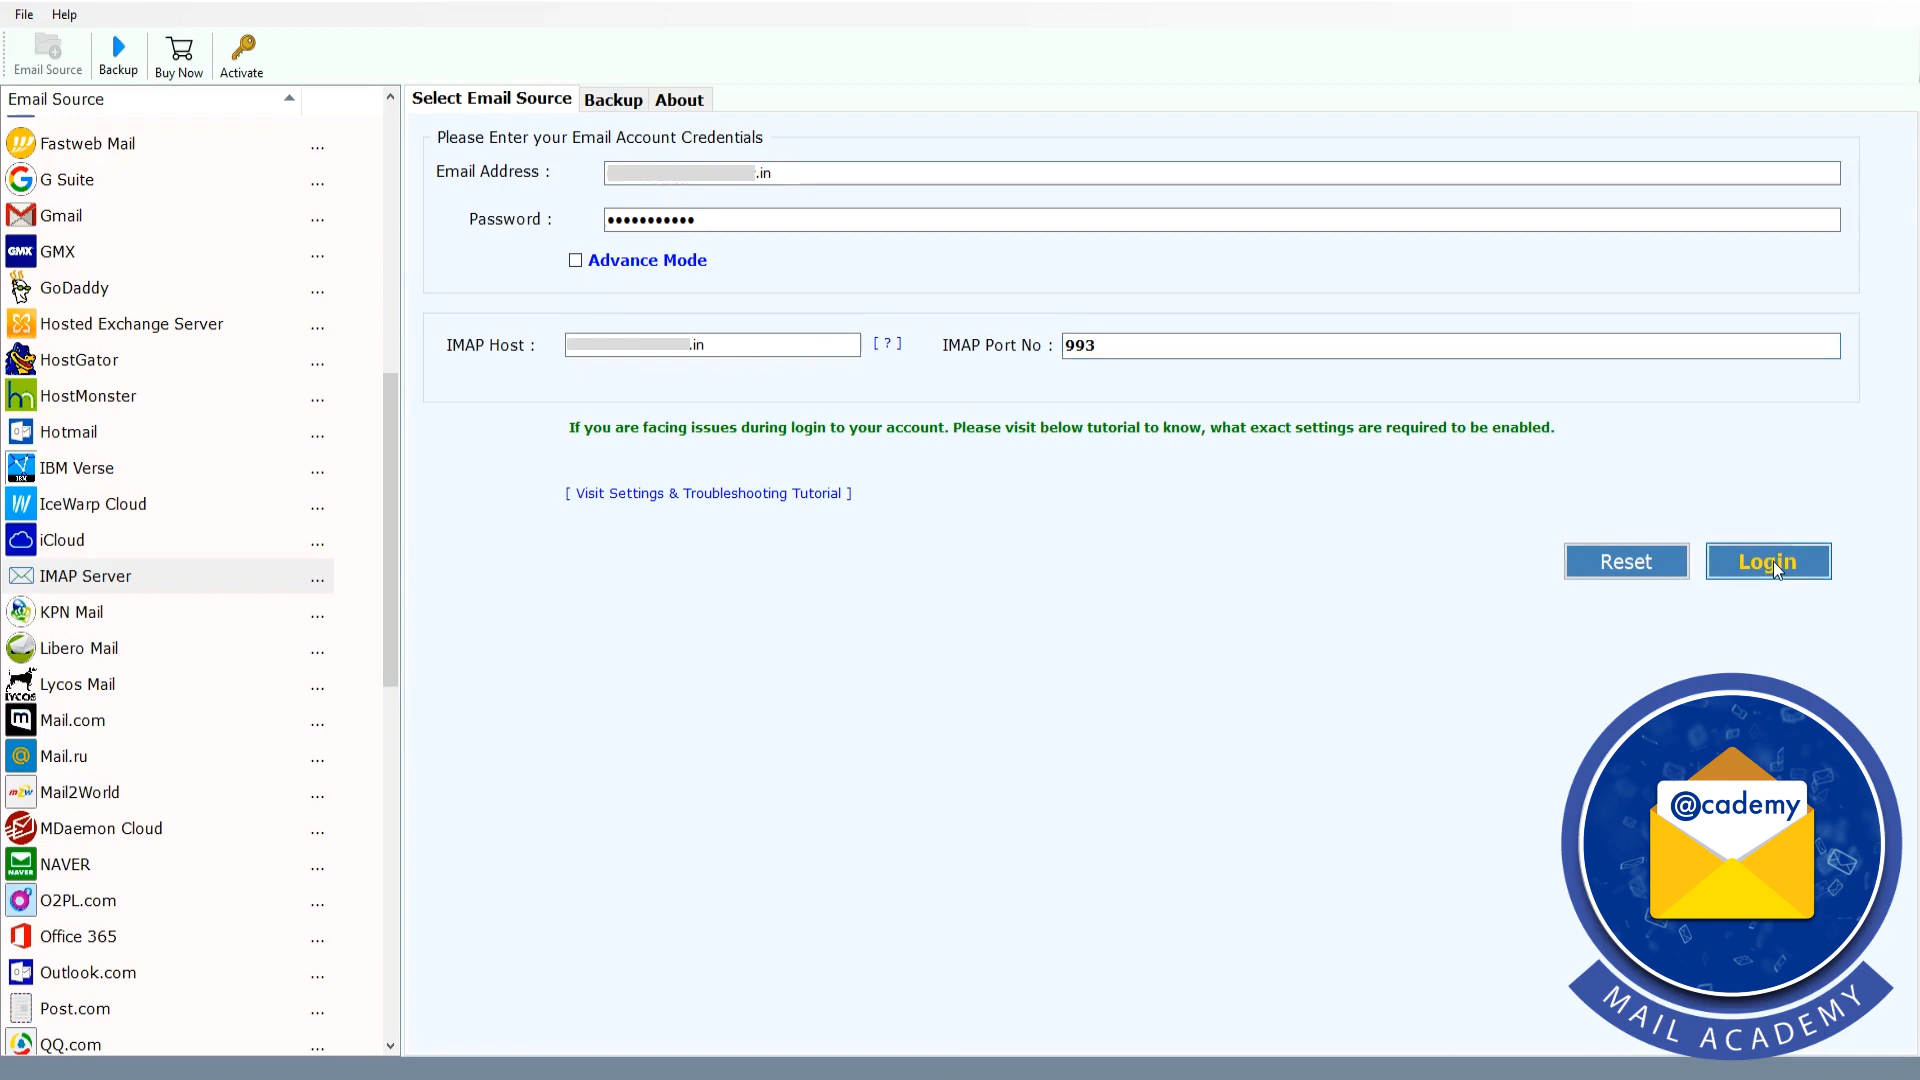 File Help
Email Source Backup Buy Now Activate
Email Source
Fastweb Mail ...
G Suite ...
Gmail ...
GMX GMX ...
GoDaddy ...
Hosted Exchange Server ...
HostGator ...
HostMonster ...
Hotmail ...
IBM Verse ...
IceWarp Cloud ...
iCloud ...
IMAP Server ...
KPN Mail ...
Libero Mail ...
LYCOS Lycos Mail ...
Mail.com ...
Mail.ru ...
Mail2World ...
MDaemon Cloud ...
NAVER NAVER ...
O2PL.com ...
Office 365 ...
Outlook.com ...
Post.com ...
QQ.com ...
Select Email Source Backup About
Please Enter your Email Account Credentials
Email Address : .in
Password : •••••••••••
Advance Mode
IMAP Host : .in [ ? ] IMAP Port No : 993
If you are facing issues during login to your account. Please visit below tutorial to know, what exact settings are required to be enabled.
[ Visit Settings & Troubleshooting Tutorial ]
Reset Login
@cademy
MAIL ACADEMY